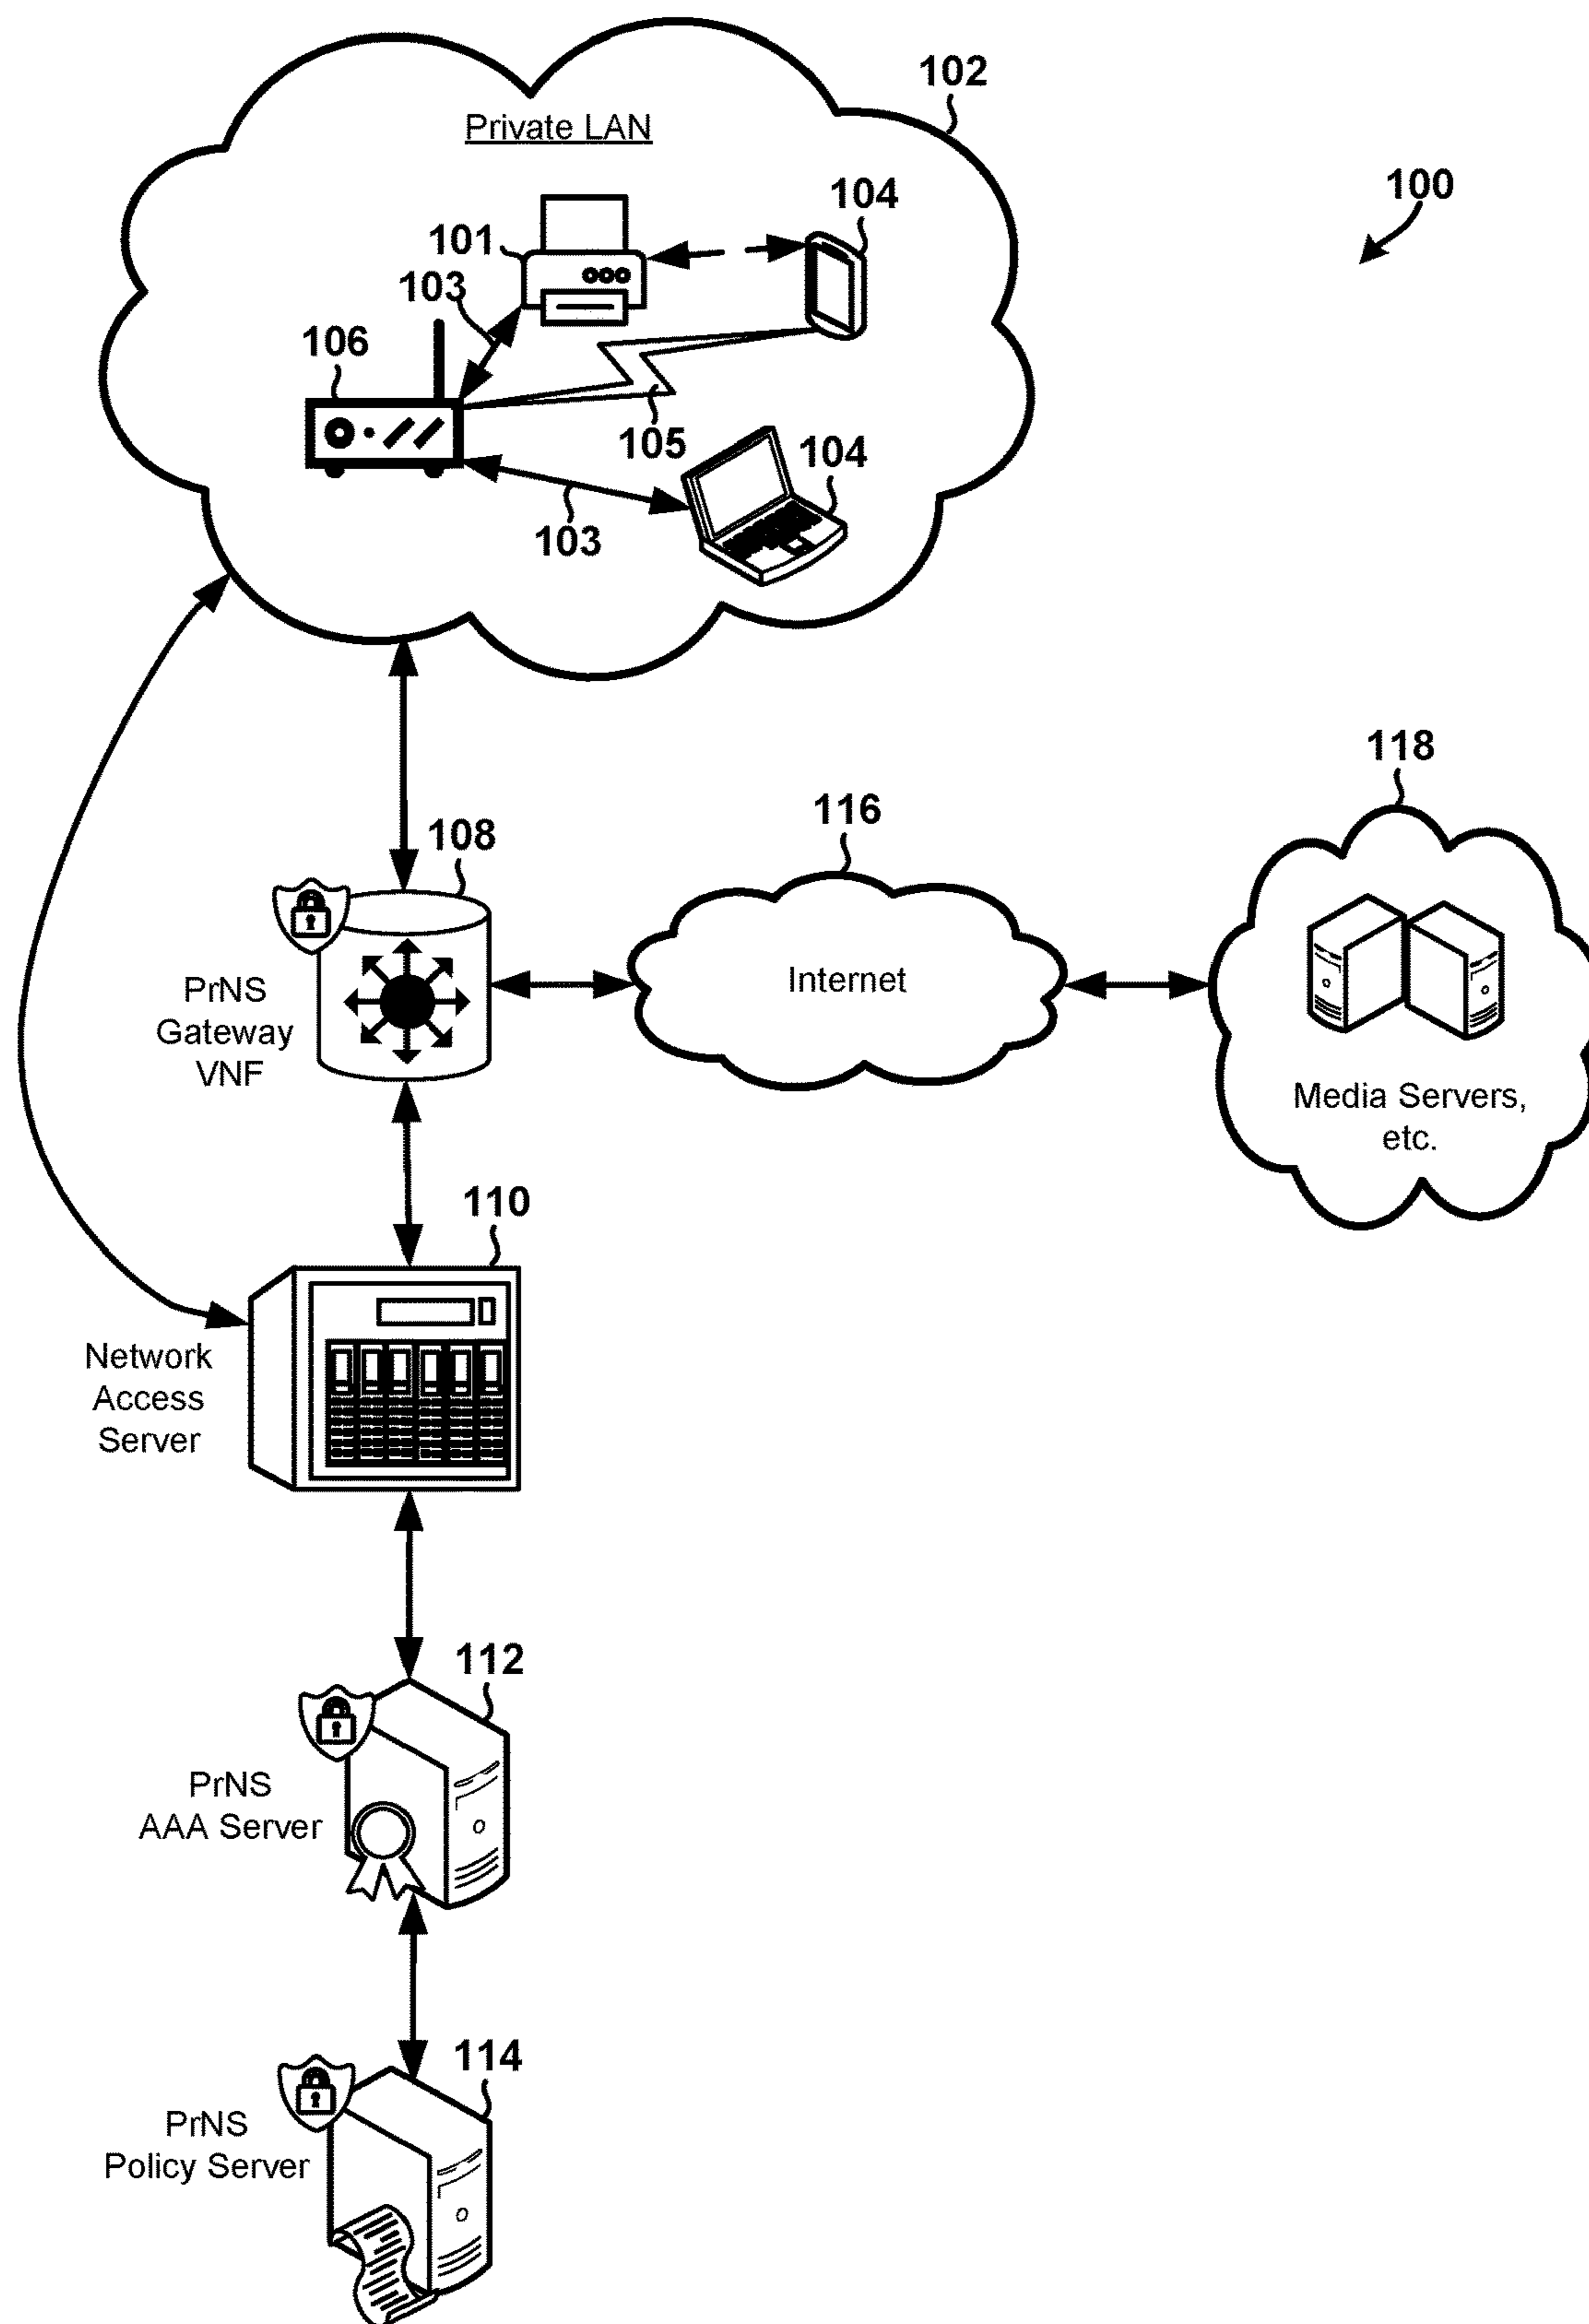 102
Private LAN
104
100
101
103
106
105
104
103
118
116
108
PrNS
Gateway
VNF
Internet
Media Servers,
etc.
110
Network
Access
Server
112
PrNS
AAA Server
114
PrNS
Policy Server